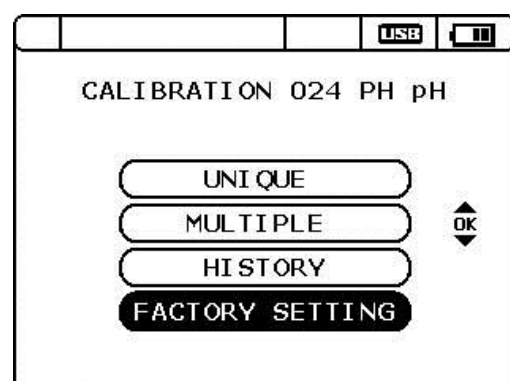 USB
CALIBRATION 024 PH pH
UNIQUE
MULTIPLE
OK
HISTORY
FACTORY SETTING